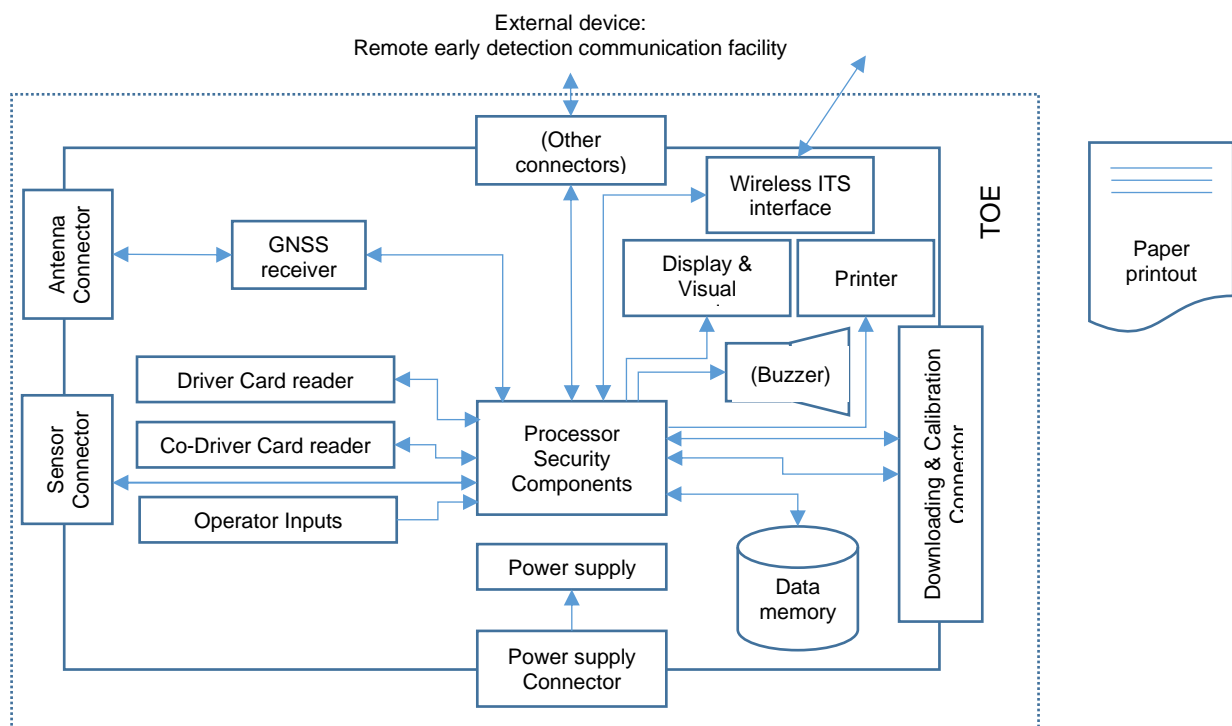 External device:
Remote early detection communication facility
(Other
connectors)
Wireless ITS
interface
TOE
Antenna
Connector
GNSS
receiver
Display &
Visual
Printer
Paper
printout
Driver Card reader
(Buzzer)
Sensor
Connector
Co-Driver Card reader
Processor
Security
Components
Downloading & Calibration
Connector
Operator Inputs
Power supply
Data
memory
Power supply
Connector